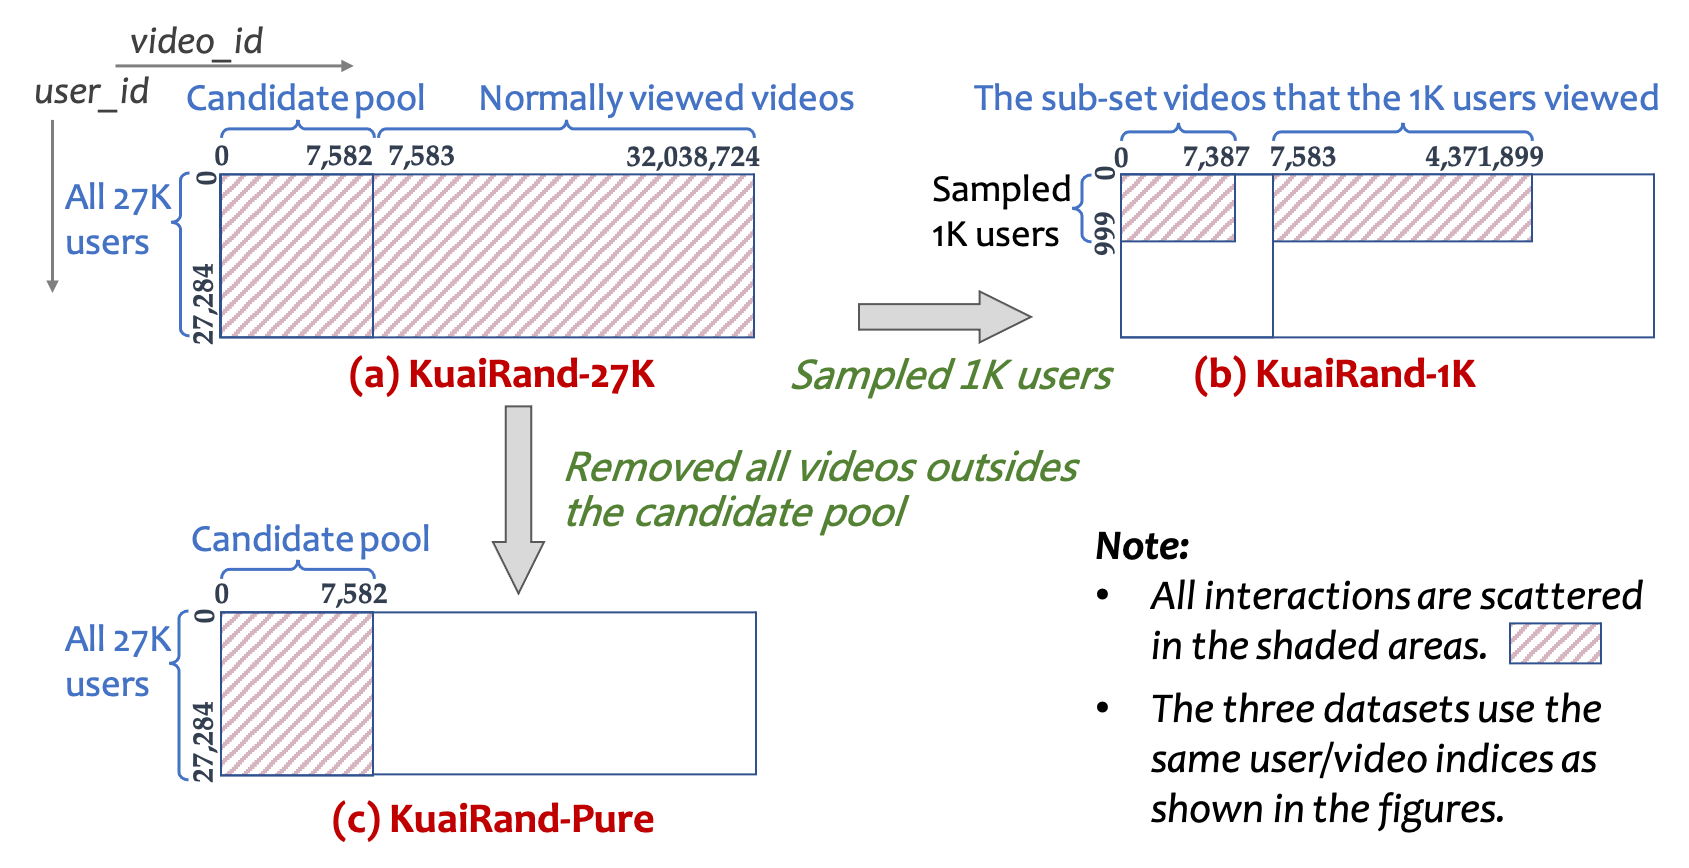 video_id
user_id
Candidate pool
Normally viewed videos
0
7,582
7,583
32,038,724
0
All 27K
users
27,284
(a) KuaiRand-27K
The sub-set videos that the 1K users viewed
0
7,387
7,583
4,371,899
0
Sampled
1K users
999
(b) KuaiRand-1K
Sampled 1K users
Removed all videos outsides
the candidate pool
Candidate pool
0
7,582
0
All 27K
users
27,284
(c) KuaiRand-Pure
Note:
• All interactions are scattered
in the shaded areas.
• The three datasets use the
same user/video indices as
shown in the figures.